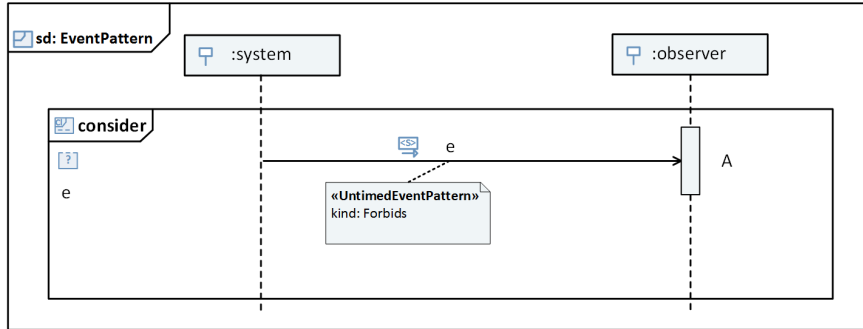 sd: EventPattern
:system
:observer
consider
e
[?]
e
A
«UntimedEventPattern»
kind: Forbids